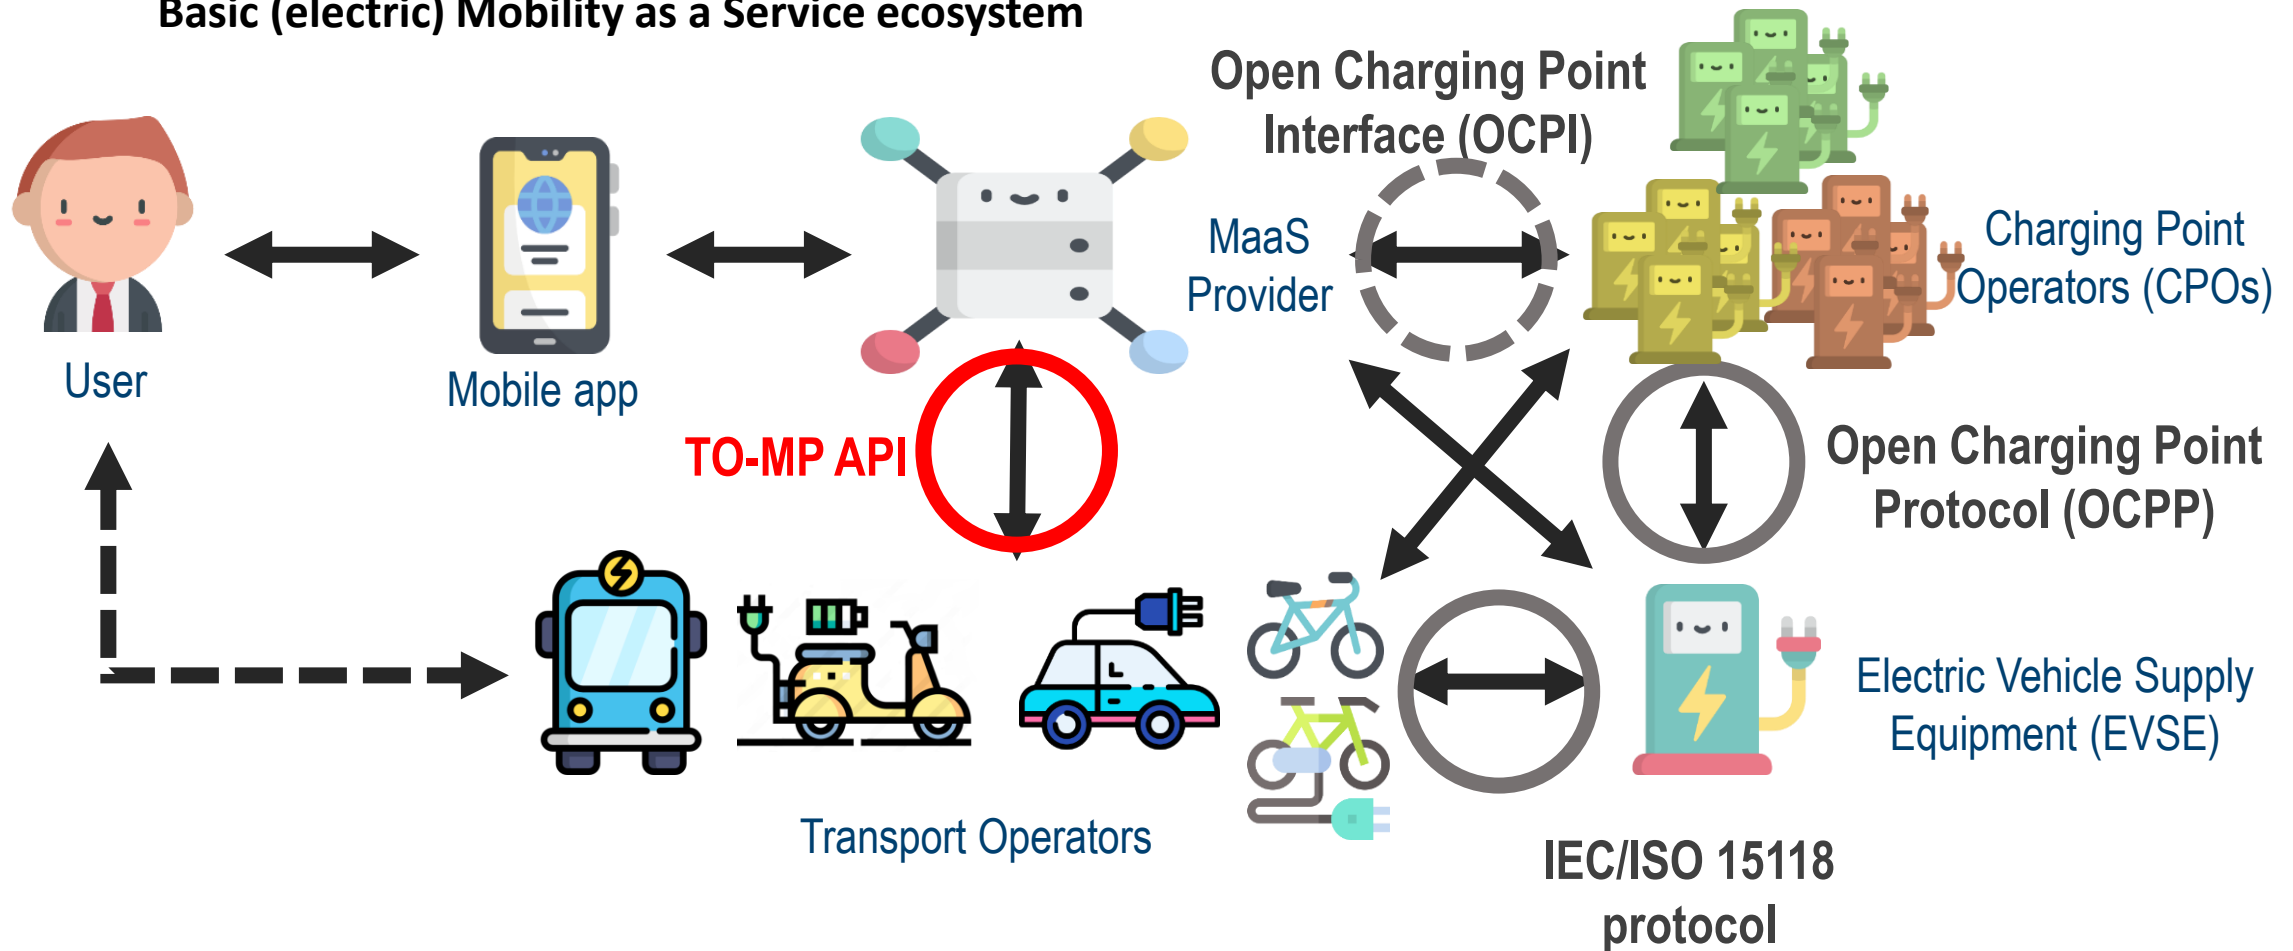 Basic (electric) Mobility as a Service ecosystem
Open Charging Point
Interface (OCPI)
MaaS
Provider
Charging Point
Operators (CPOs)
User
Mobile app
TO-MP API
Open Charging Point
Protocol (OCPP)
Electric Vehicle Supply
Equipment (EVSE)
Transport Operators
IEC/ISO 15118
protocol